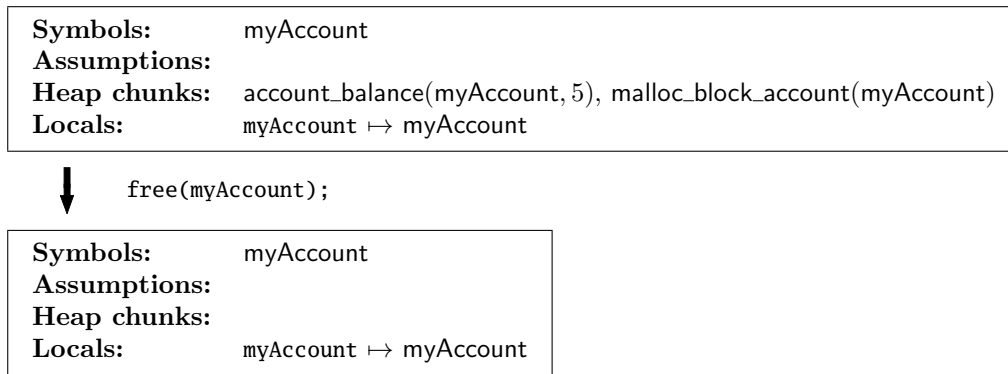 Symbols: myAccount
Assumptions:
Heap chunks: account_balance(myAccount, 5), malloc_block_account(myAccount)
Locals: myAccount ↦ myAccount
free(myAccount);
Symbols: myAccount
Assumptions:
Heap chunks:
Locals: myAccount ↦ myAccount